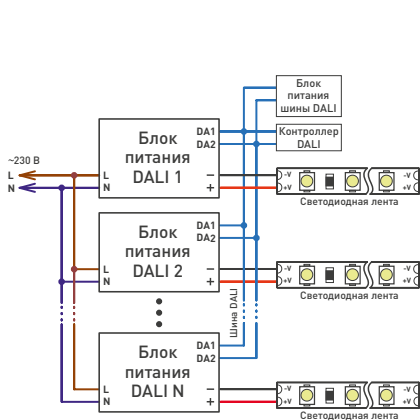 Блок
питания
шины DALI
Контроллер
DALI
~230 В
L
N
Блок
питания
DALI 1
DA1
DA2
L
N
–
+
-V
+V
-V
+V
Светодиодная лента
Блок
питания
DALI 2
DA1
DA2
L
N
–
+
-V
+V
-V
+V
Светодиодная лента
Шина DALI
Блок
питания
DALI N
DA1
DA2
L
N
–
+
-V
+V
-V
+V
Светодиодная лента